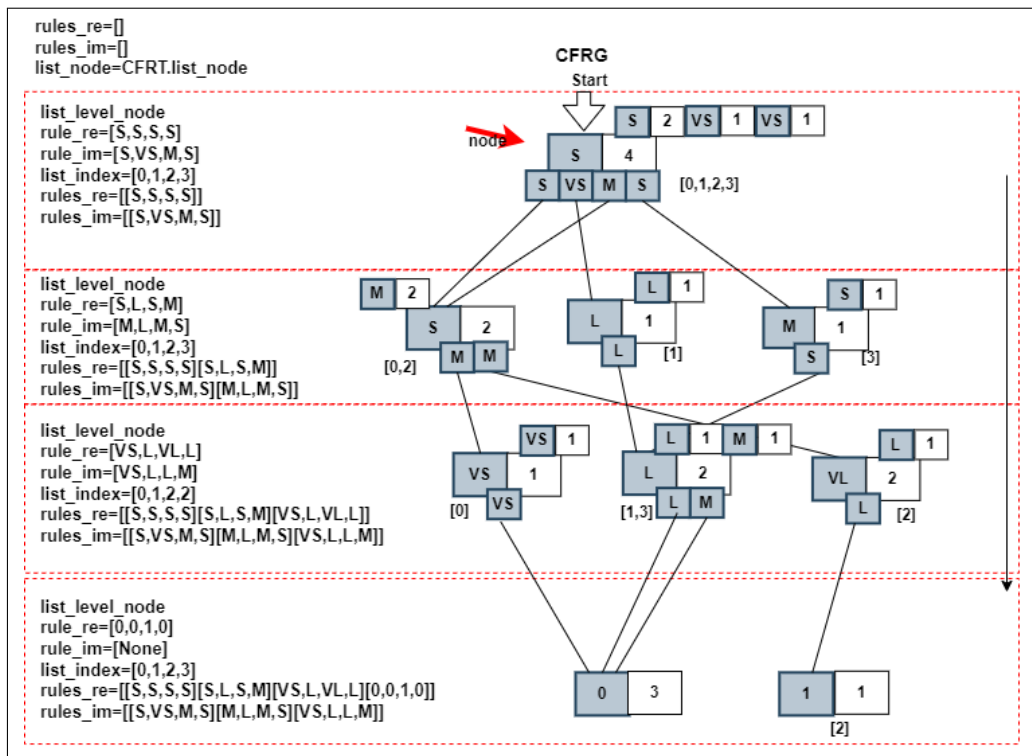 rules_re=[]
rules_im=[]
list_node=CFRT.list_node
CFRG
Start
list_level_node
rule_re=[S,S,S,S]
rule_im=[S,VS,M,S]
list_index=[0,1,2,3]
rules_re=[[S,S,S,S]]
rules_im=[[S,VS,M,S]]
S 2 VS 1 VS 1
node
S 4
S VS M S
[0,1,2,3]
list_level_node
rule_re=[S,L,S,M]
rule_im=[M,L,M,S]
list_index=[0,1,2,3]
rules_re=[[S,S,S,S][S,L,S,M]]
rules_im=[[S,VS,M,S][M,L,M,S]]
M 2
S 2
M M
[0,2]
L 1
L 1
L
[1]
S 1
M 1
S
[3]
list_level_node
rule_re=[VS,L,VL,L]
rule_im=[VS,L,L,M]
list_index=[0,1,2,2]
rules_re=[[S,S,S,S][S,L,S,M][VS,L,VL,L]]
rules_im=[[S,VS,M,S][M,L,M,S][VS,L,L,M]]
VS 1
VS 1
VS
[0]
L 1 M 1
L 2
L M
[1,3]
L 1
VL 2
L
[2]
list_level_node
rule_re=[0,0,1,0]
rule_im=[None]
list_index=[0,1,2,3]
rules_re=[[S,S,S,S][S,L,S,M][VS,L,VL,L][0,0,1,0]]
rules_im=[[S,VS,M,S][M,L,M,S][VS,L,L,M]]
0 3
1 1
[2]